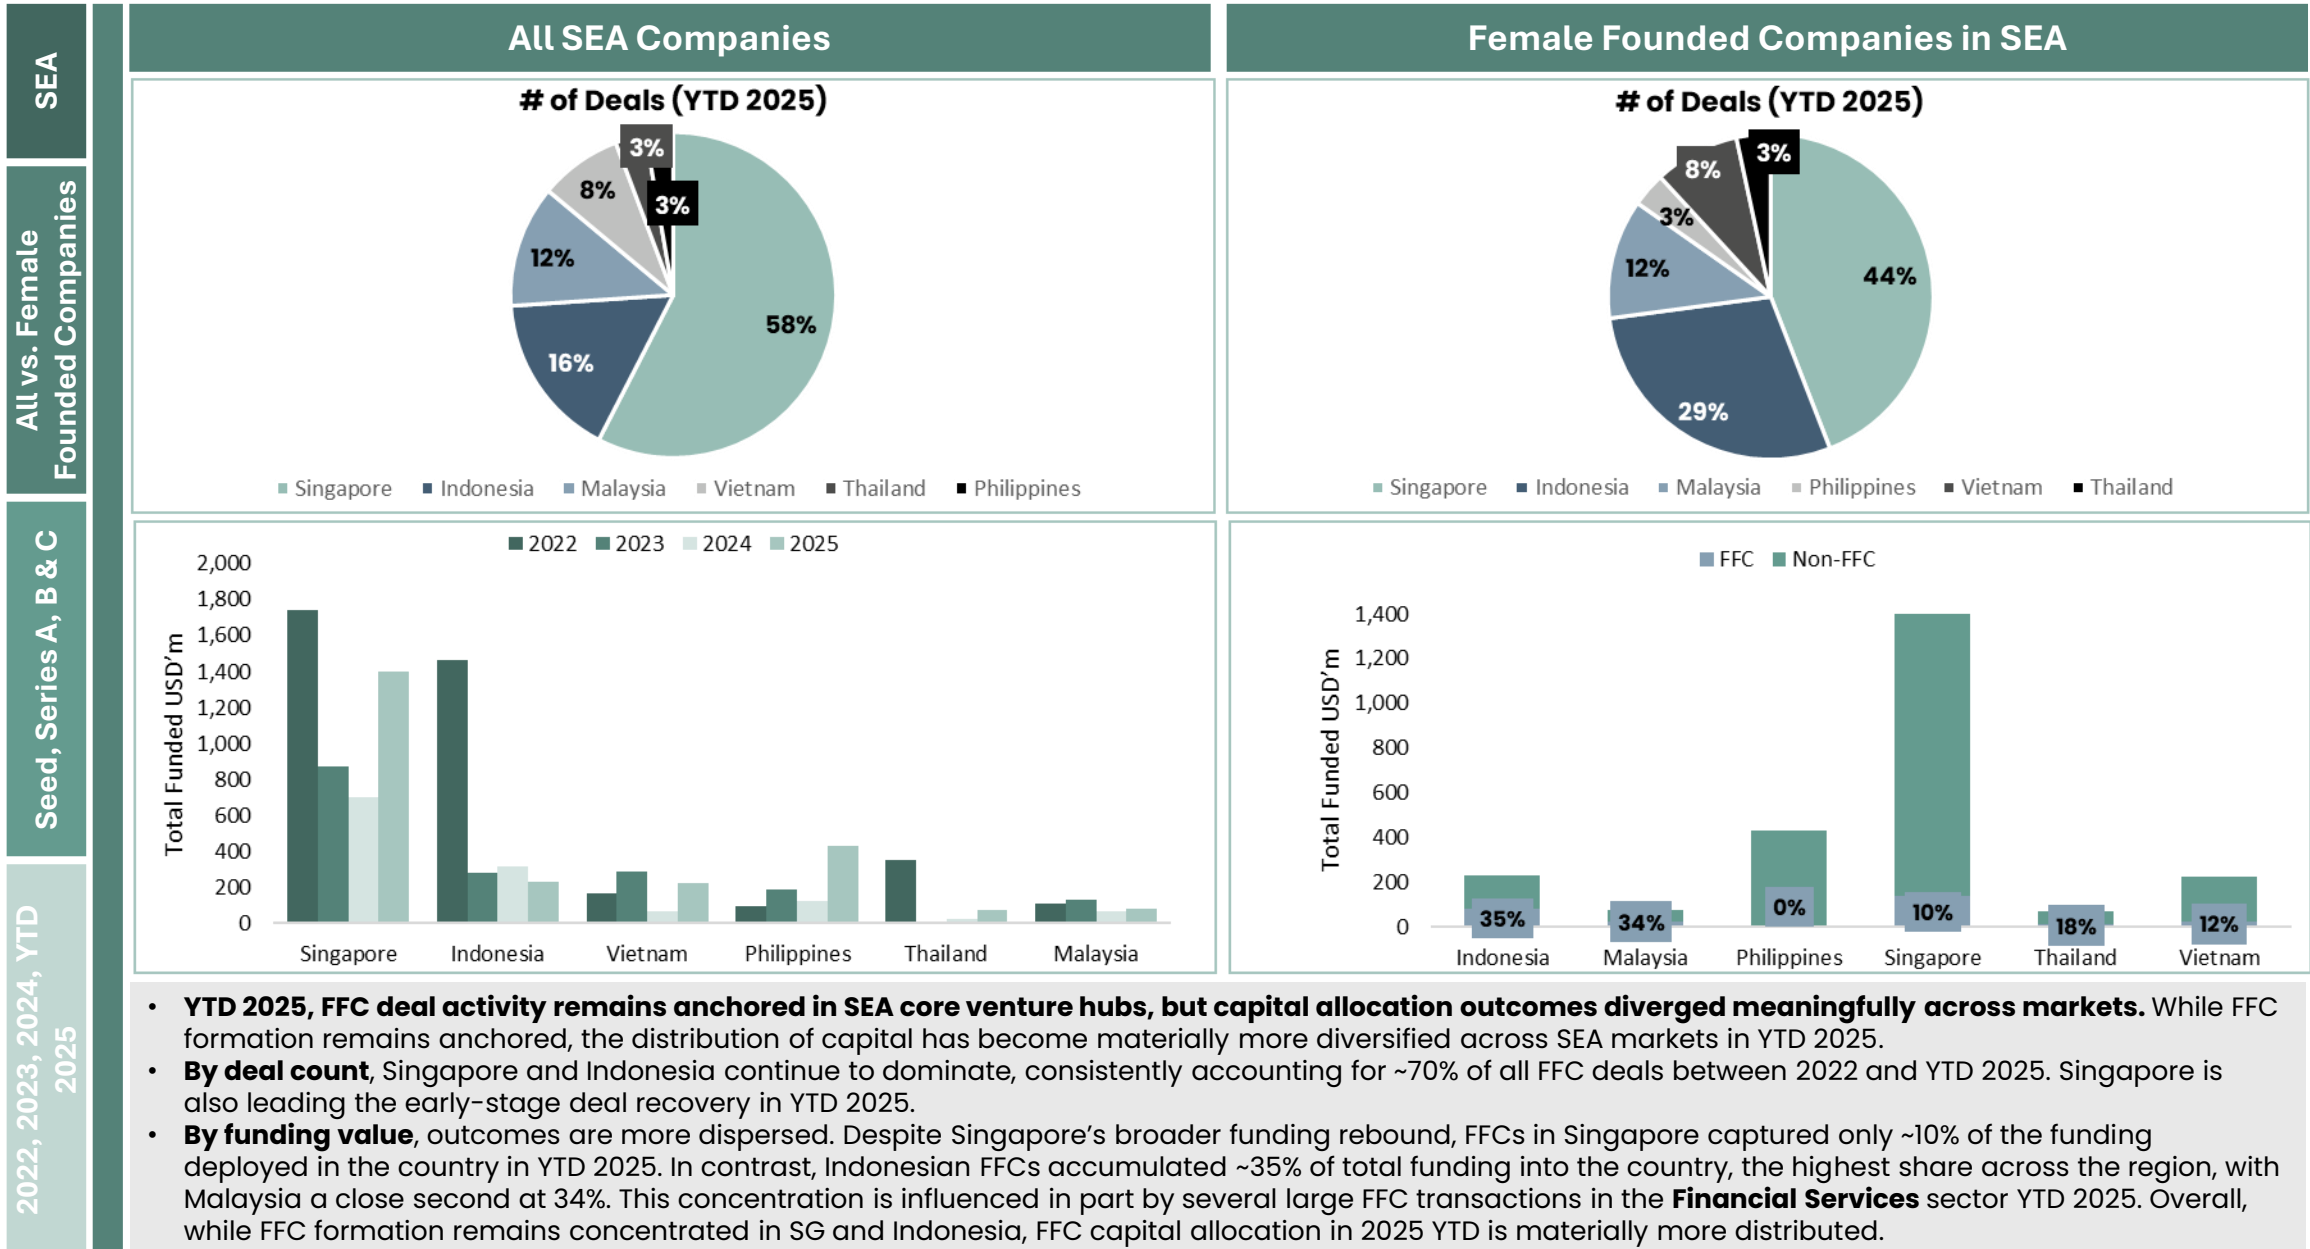 SEA
All vs. Female
Founded Companies
Seed, Series A, B & C
2022, 2023, 2024, YTD
2025
All SEA Companies
# of Deals (YTD 2025)
3%
3%
8%
12%
16%
58%
Singapore Indonesia Malaysia Vietnam Thailand Philippines
Female Founded Companies in SEA
# of Deals (YTD 2025)
3%
8%
3%
12%
29%
44%
Singapore Indonesia Malaysia Philippines Vietnam Thailand
2022 2023 2024 2025
Total Funded USD'm
2,000
1,800
1,600
1,400
1,200
1,000
800
600
400
200
0
Singapore Indonesia Vietnam Philippines Thailand Malaysia
FFC Non-FFC
Total Funded USD'm
1,400
1,200
1,000
800
600
400
200
0
35% 34% 0% 10% 18% 12%
Indonesia Malaysia Philippines Singapore Thailand Vietnam
• YTD 2025, FFC deal activity remains anchored in SEA core venture hubs, but capital allocation outcomes diverged meaningfully across markets. While FFC
formation remains anchored, the distribution of capital has become materially more diversified across SEA markets in YTD 2025.
• By deal count, Singapore and Indonesia continue to dominate, consistently accounting for ~70% of all FFC deals between 2022 and YTD 2025. Singapore is
also leading the early-stage deal recovery in YTD 2025.
• By funding value, outcomes are more dispersed. Despite Singapore's broader funding rebound, FFCs in Singapore captured only ~10% of the funding
deployed in the country in YTD 2025. In contrast, Indonesian FFCs accumulated ~35% of total funding into the country, the highest share across the region, with
Malaysia a close second at 34%. This concentration is influenced in part by several large FFC transactions in the Financial Services sector YTD 2025. Overall,
while FFC formation remains concentrated in SG and Indonesia, FFC capital allocation in 2025 YTD is materially more distributed.